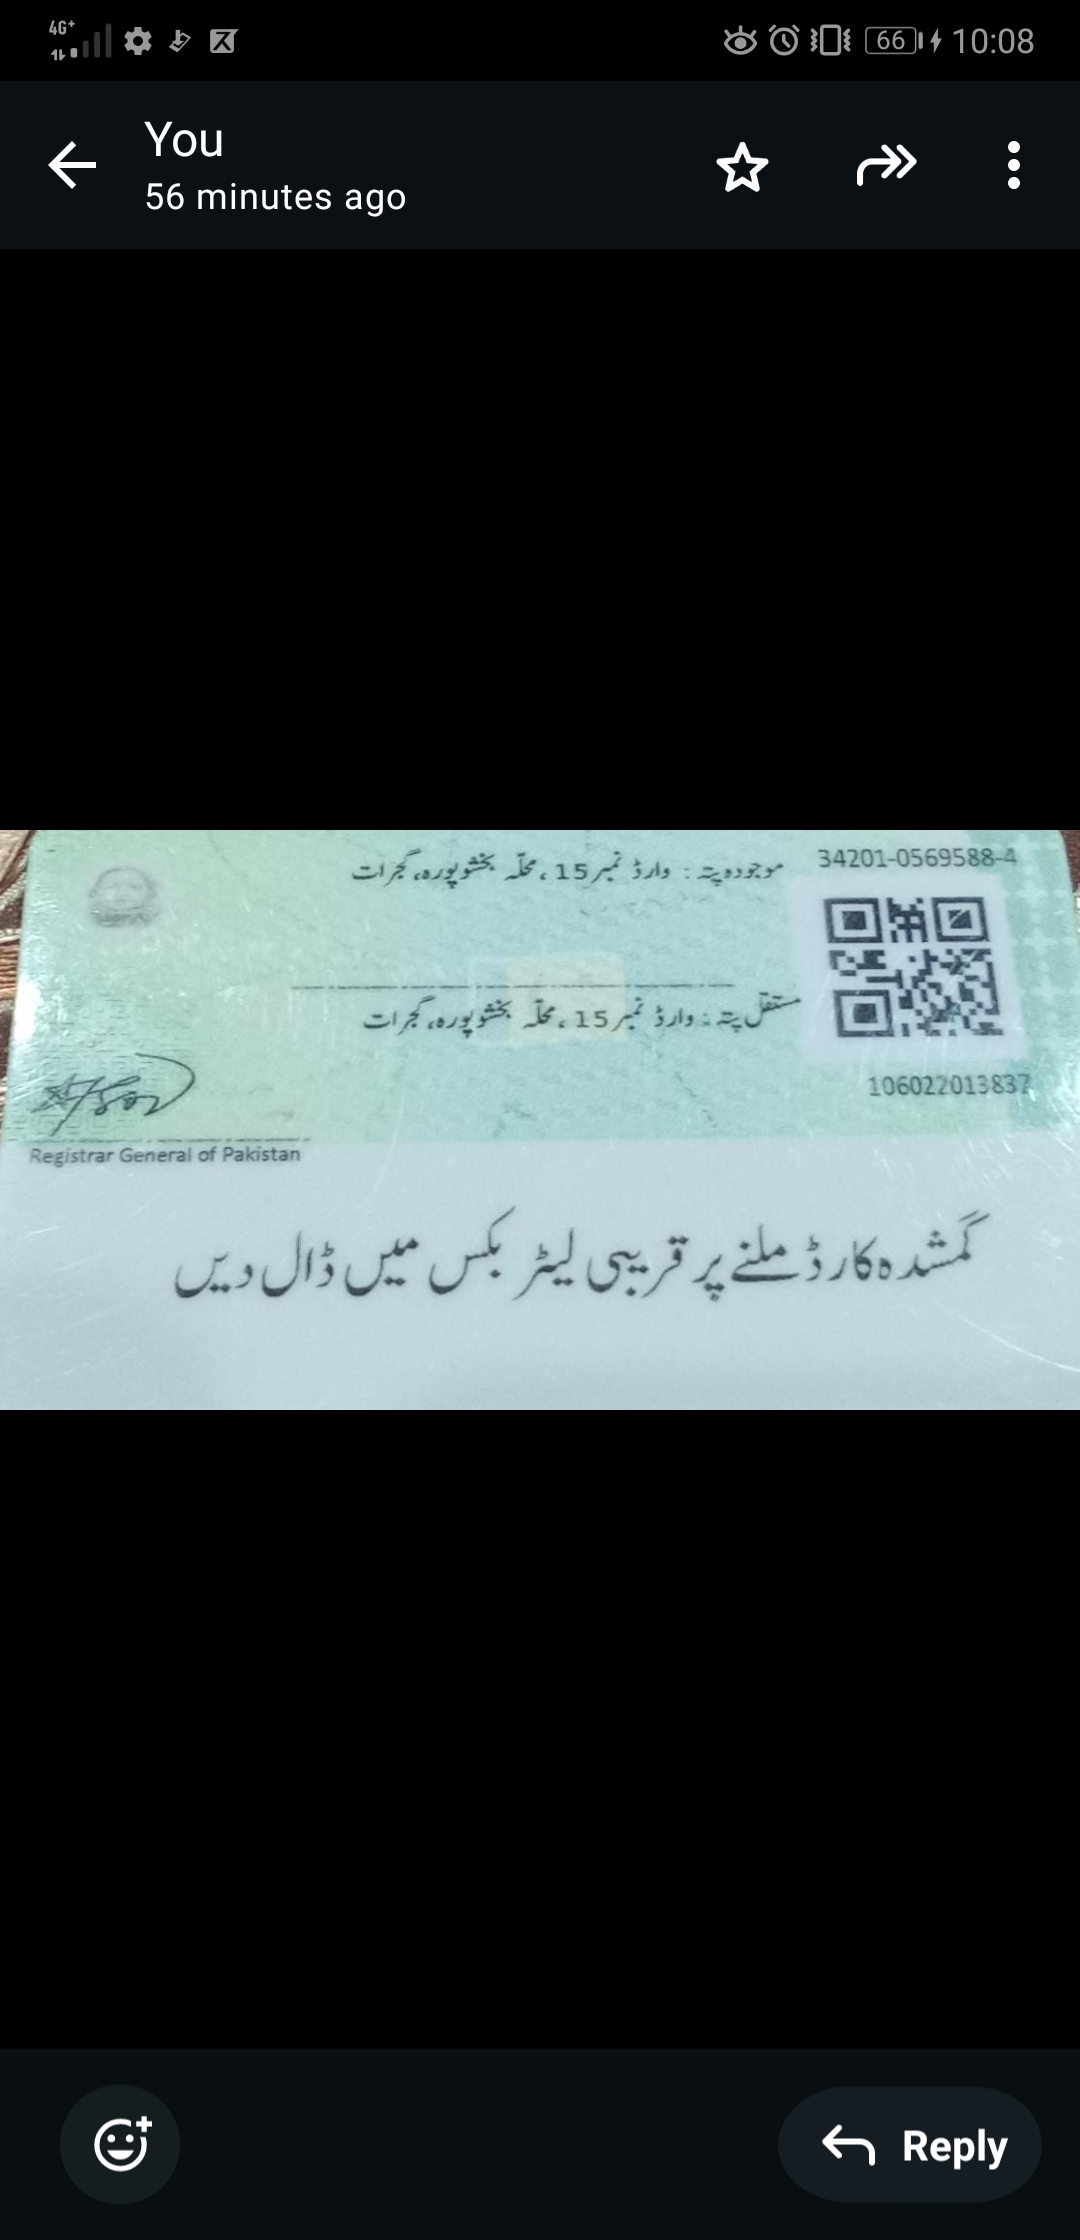 4G+
66
10:08
You
56 minutes ago
34201-0569588-4
موجودہ پتہ : وارڈ نمبر 15، محلّہ بخشوپورہ، گجرات
مستقل پتہ : وارڈ نمبر 15، محلّہ بخشوپورہ، گجرات
106022013837
Registrar General of Pakistan
گمشدہ کارڈ ملنے پر قریبی لیٹر بکس میں ڈال دیں
Reply